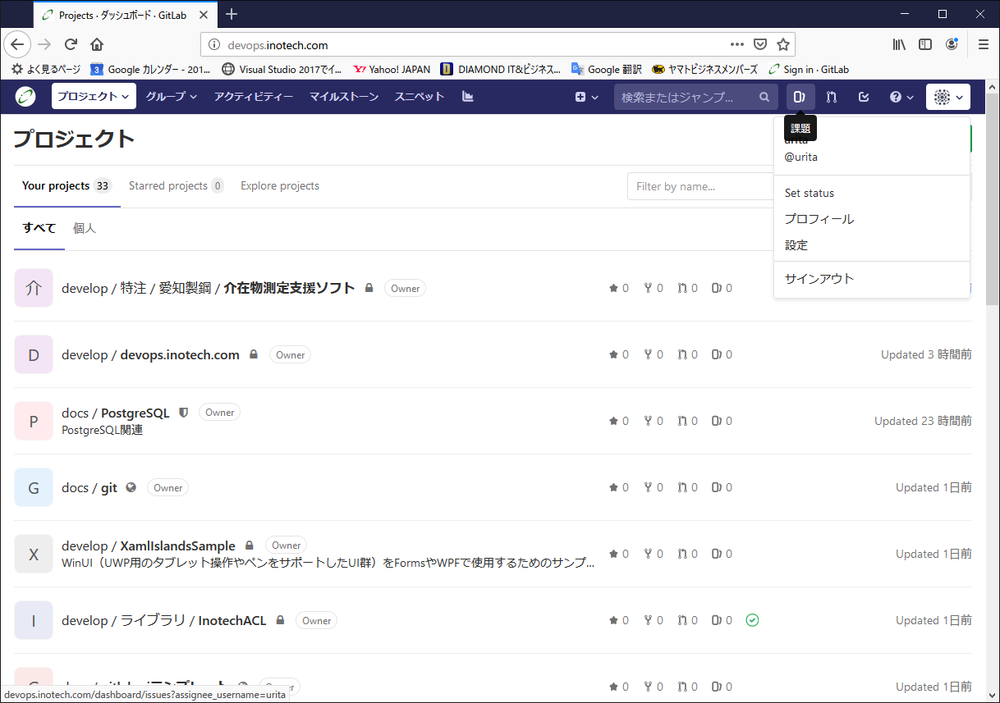 Projects · ダッシュボード · GitLab
devops.inotech.com
よく見るページ
3 Google カレンダー - 201...
Visual Studio 2017でイ...
Yahoo! JAPAN
DIAMOND IT&ビジネス...
Google 翻訳
ヤマトビジネスメンバーズ
Sign in · GitLab
プロジェクト グループ アクティビティー マイルストーン スニペット 検索またはジャンプ...
課題
プロジェクト
@urita
Your projects 33 Starred projects 0 Explore projects Filter by name...
Set status
プロフィール
設定
サインアウト
すべて 個人
介 develop / 特注 / 愛知製鋼 / 介在物測定支援ソフト Owner 0 0 0 0 前
D develop / devops.inotech.com Owner 0 0 0 0 Updated 3 時間前
P docs / PostgreSQL Owner 0 0 0 0 Updated 23 時間前
PostgreSQL関連
G docs / git Owner 0 0 0 0 Updated 1日前
X develop / XamlIslandsSample Owner 0 0 0 0 Updated 1日前
WinUI（UWP用のタブレット操作やペンをサポートしたUI群）をFormsやWPFで使用するためのサンプ...
I develop / ライブラリ / InotechACL Owner 0 0 0 0 Updated 1日前
0 0 0 0 Updated 1日前
devops.inotech.com/dashboard/issues?assignee_username=urita